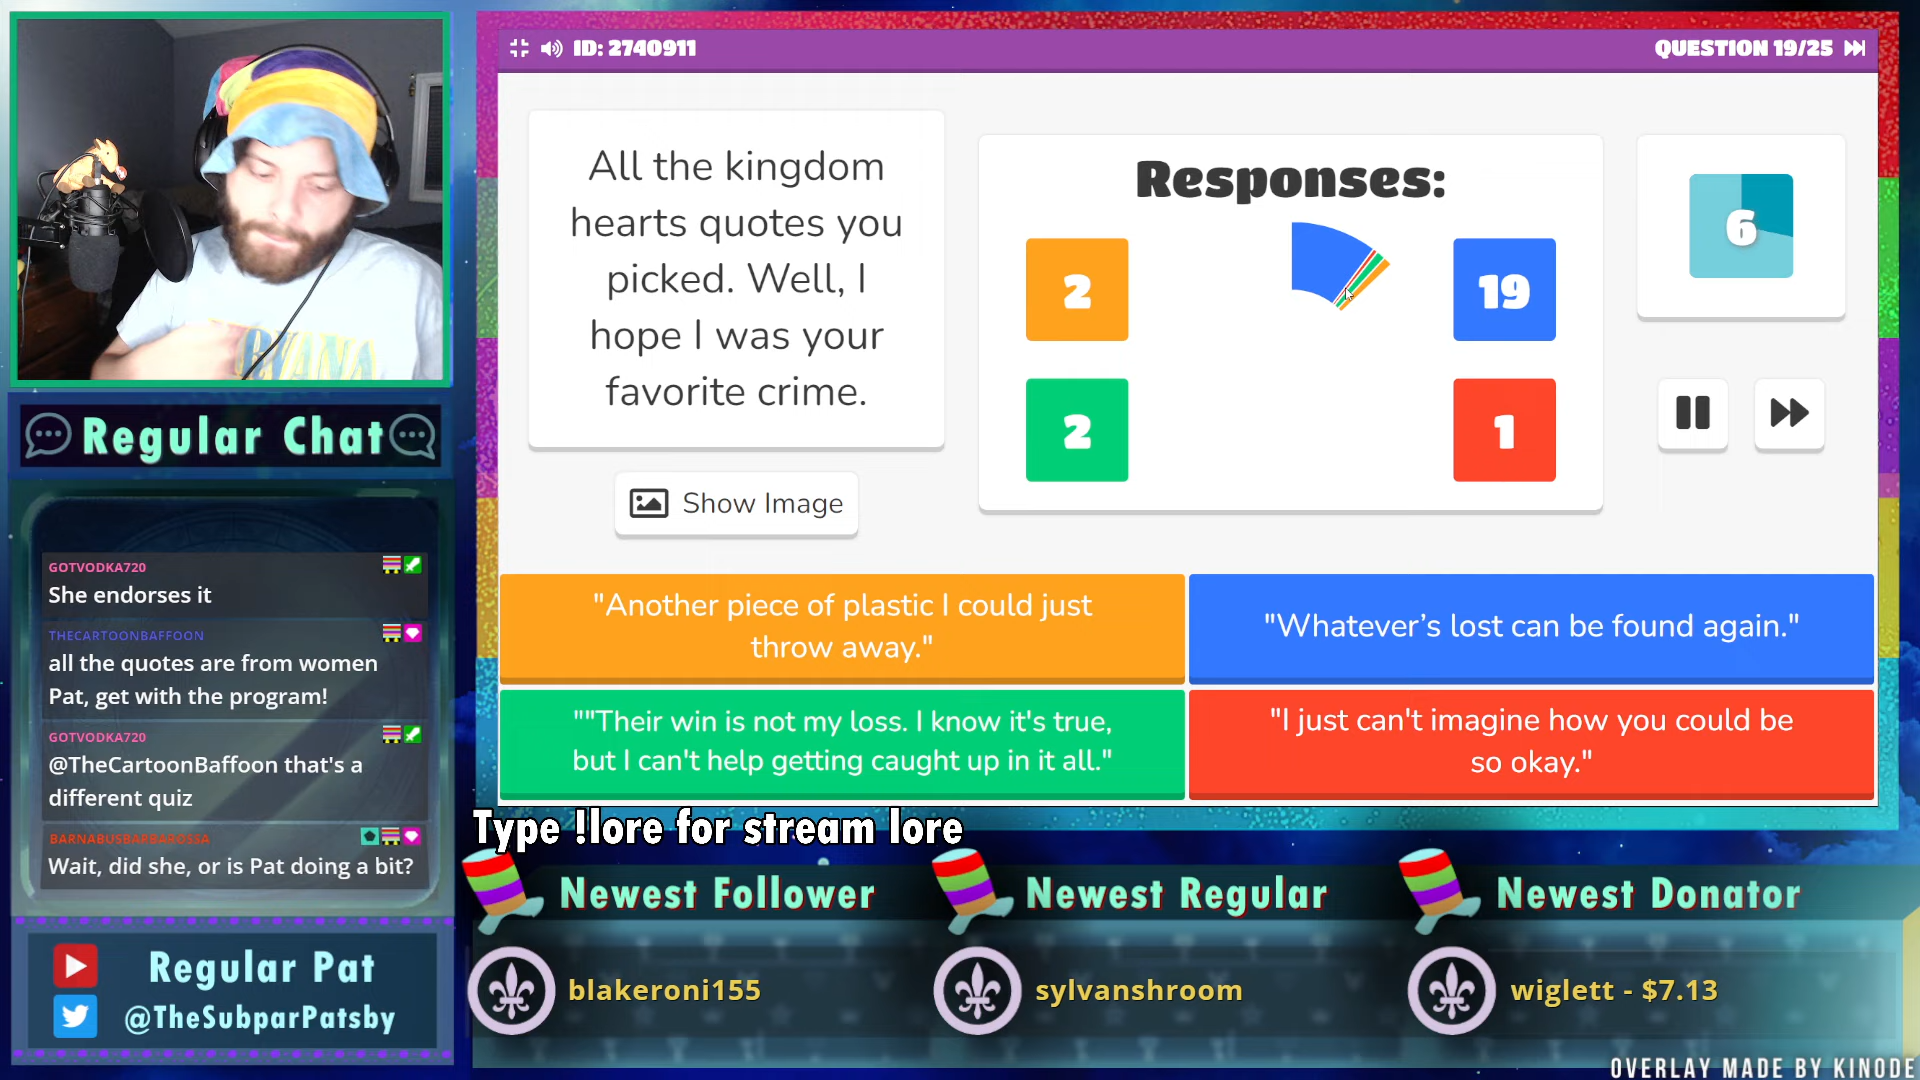 ID: 2740911
QUESTION 19/25
All the kingdom
hearts quotes you
picked. Well, I
hope I was your
favorite crime.
Show Image
Responses:
2
19
2
1
6
"Another piece of plastic I could just
throw away."
"Whatever’s lost can be found again."
""Their win is not my loss. I know it's true,
but I can't help getting caught up in it all."
"I just can't imagine how you could be
so okay."
Regular Chat
GOTVODKA720
She endorses it
THECARTOONBAFFOON
all the quotes are from women
Pat, get with the program!
GOTVODKA720
@TheCartoonBaffoon that's a
different quiz
BARNABUSBARBAROSSA
Wait, did she, or is Pat doing a bit?
Regular Pat
@TheSubparPatsby
Type !lore for stream lore
Newest Follower
blakeroni155
Newest Regular
sylvanshroom
Newest Donator
wiglett - $7.13
OVERLAY MADE BY KINODE